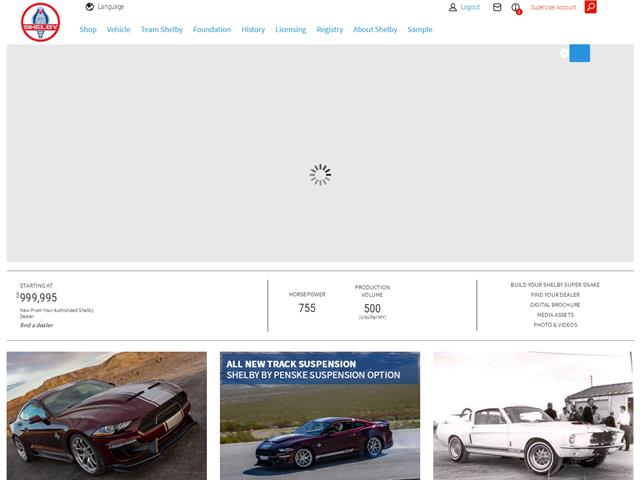 SHELBY
Language
Logout
SuperUser Account
Shop Vehicle Team Shelby Foundation History Licensing Registry About Shelby Sample
STARTING AT
$999,995
New From Your Authorized Shelby
Dealer
find a dealer
HORSEPOWER
755
PRODUCTION
VOLUME
500
(Uits Per MY)
BUILD YOUR SHELBY SUPER SNAKE
FIND YOUR DEALER
DIGITAL BROCHURE
MEDIA ASSETS
PHOTO & VIDEOS
ALL NEW TRACK SUSPENSION
SHELBY BY PENSKE SUSPENSION OPTION